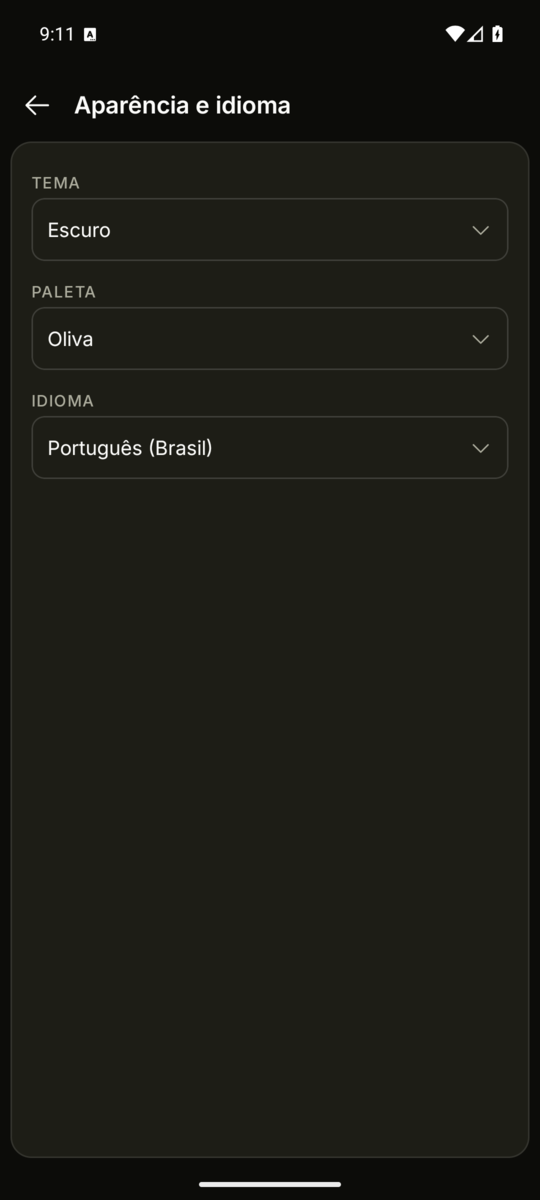 9:11
Aparência e idioma
TEMA
Escuro
PALETA
Oliva
IDIOMA
Português (Brasil)